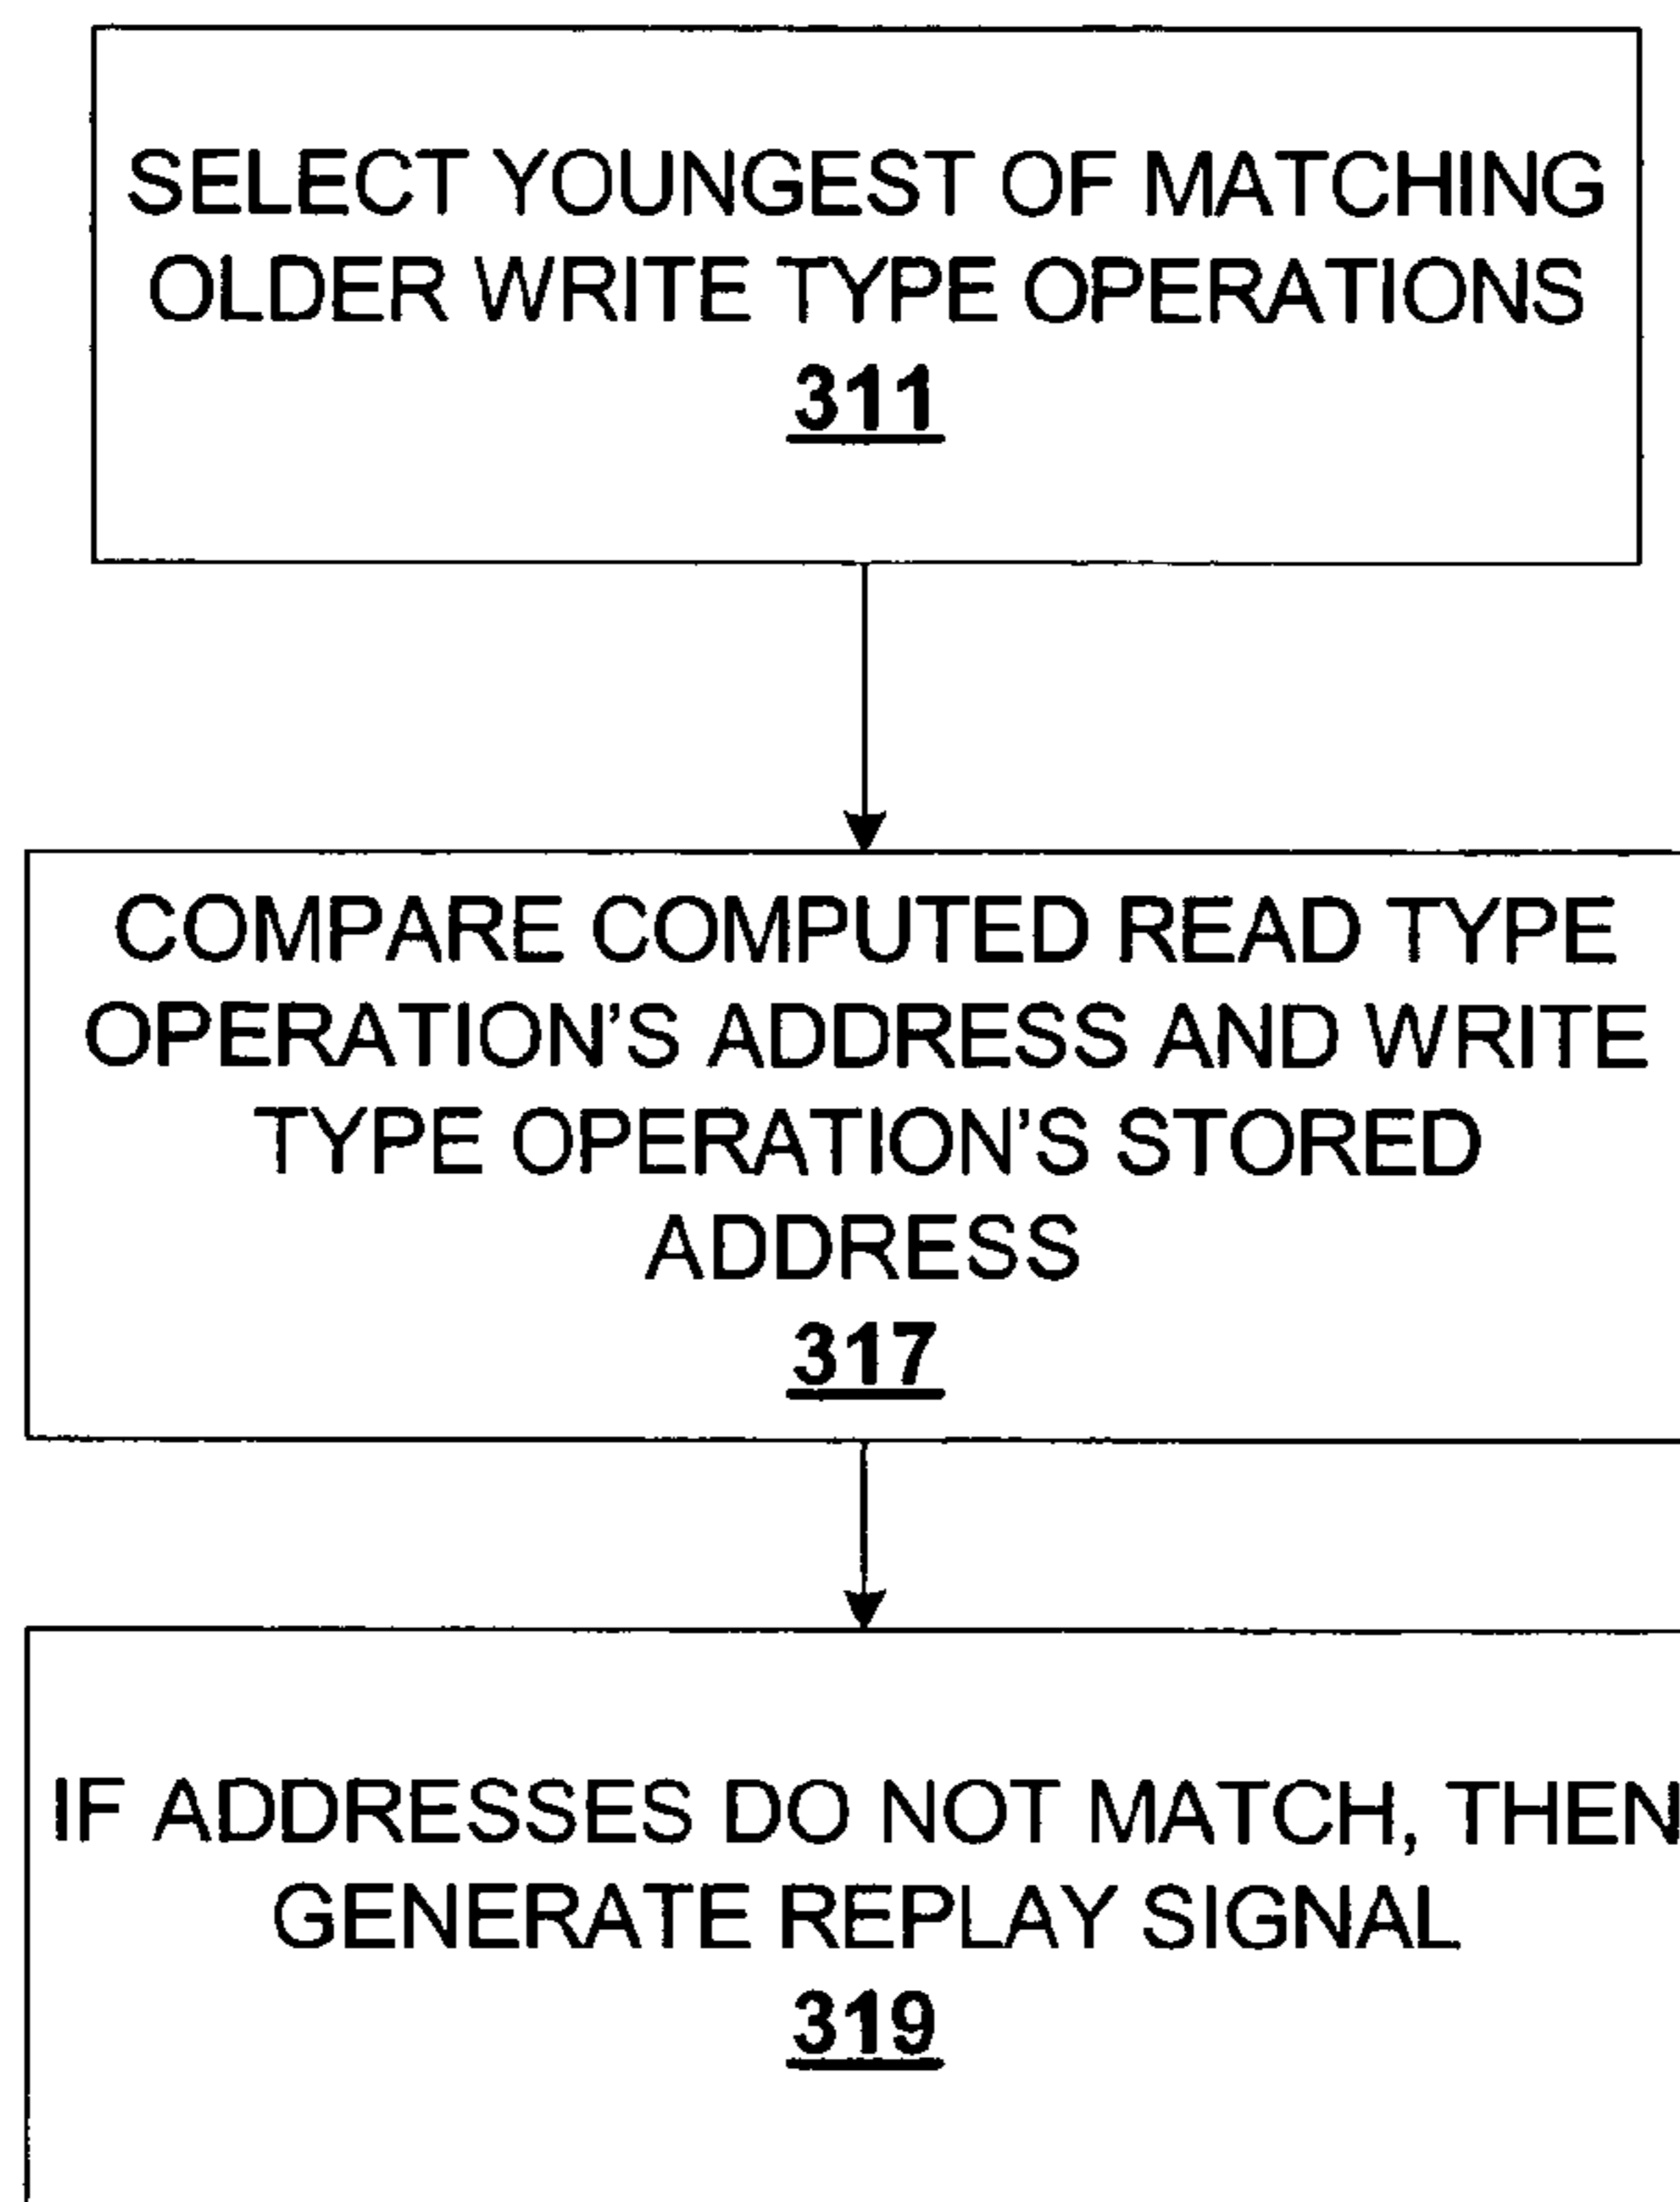 SELECT YOUNGEST OF MATCHING
OLDER WRITE TYPE OPERATIONS
311
COMPARE COMPUTED READ TYPE
OPERATION'S ADDRESS AND WRITE
TYPE OPERATION'S STORED
ADDRESS
317
IF ADDRESSES DO NOT MATCH, THEN
GENERATE REPLAY SIGNAL
319